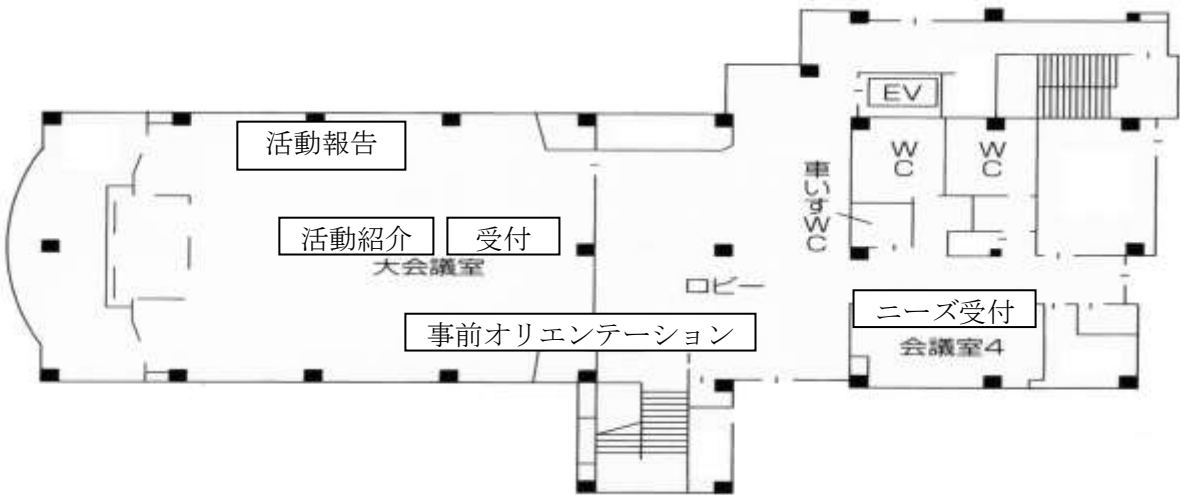 EV
活動報告
WC
WC
車いすWC
活動紹介
受付
大会議室
ロビー
ニーズ受付
事前オリエンテーション
会議室4